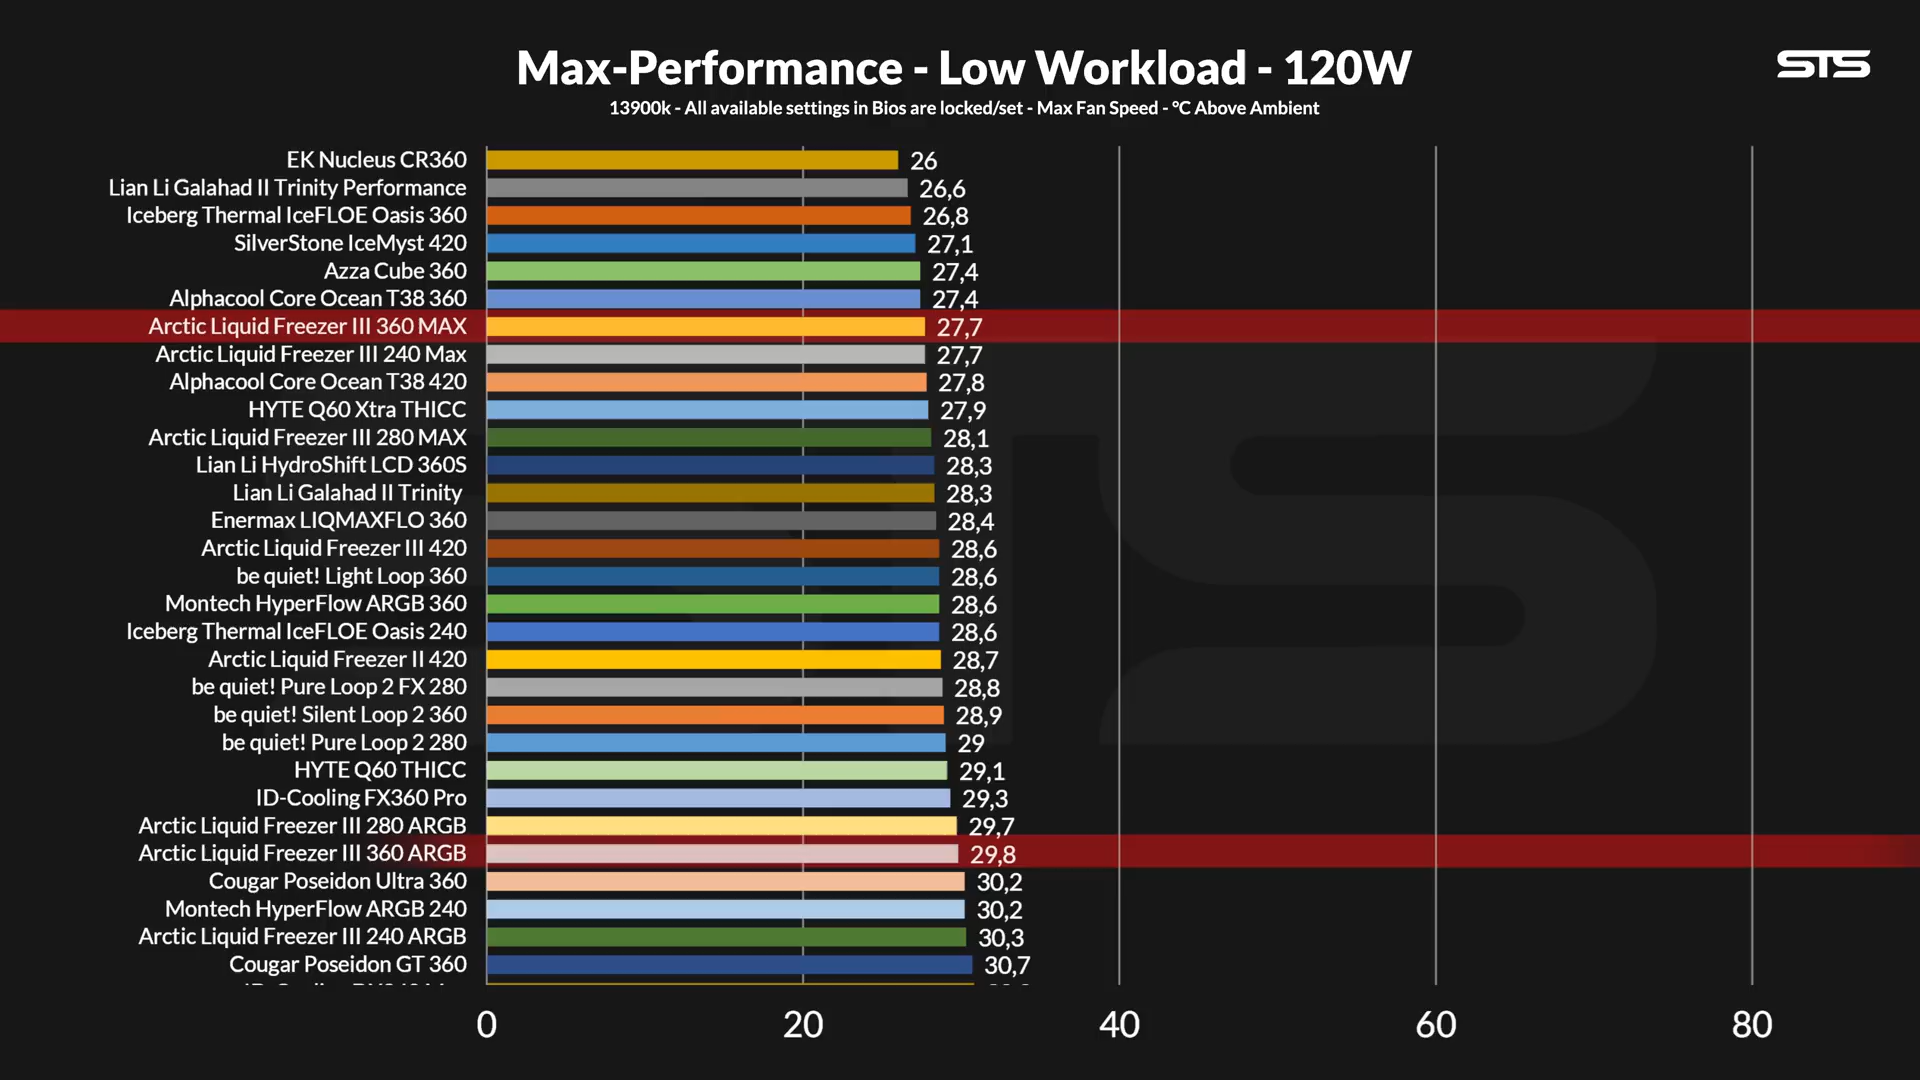 Max-Performance - Low Workload - 120W
STS
13900k - All available settings in Bios are locked/set - Max Fan Speed - °C Above Ambient
EK Nucleus CR360 26
Lian Li Galahad II Trinity Performance 26,6
Iceberg Thermal IceFLOE Oasis 360 26,8
SilverStone IceMyst 420 27,1
Azza Cube 360 27,4
Alphacool Core Ocean T38 360 27,4
Arctic Liquid Freezer III 360 MAX 27,7
Arctic Liquid Freezer III 240 Max 27,7
Alphacool Core Ocean T38 420 27,8
HYTE Q60 Xtra THICC 27,9
Arctic Liquid Freezer III 280 MAX 28,1
Lian Li HydroShift LCD 360S 28,3
Lian Li Galahad II Trinity 28,3
Enermax LIQMAXFLO 360 28,4
Arctic Liquid Freezer III 420 28,6
be quiet! Light Loop 360 28,6
Montech HyperFlow ARGB 360 28,6
Iceberg Thermal IceFLOE Oasis 240 28,6
Arctic Liquid Freezer II 420 28,7
be quiet! Pure Loop 2 FX 280 28,8
be quiet! Silent Loop 2 360 28,9
be quiet! Pure Loop 2 280 29
HYTE Q60 THICC 29,1
ID-Cooling FX360 Pro 29,3
Arctic Liquid Freezer III 280 ARGB 29,7
Arctic Liquid Freezer III 360 ARGB 29,8
Cougar Poseidon Ultra 360 30,2
Montech HyperFlow ARGB 240 30,2
Arctic Liquid Freezer III 240 ARGB 30,3
Cougar Poseidon GT 360 30,7
0 20 40 60 80